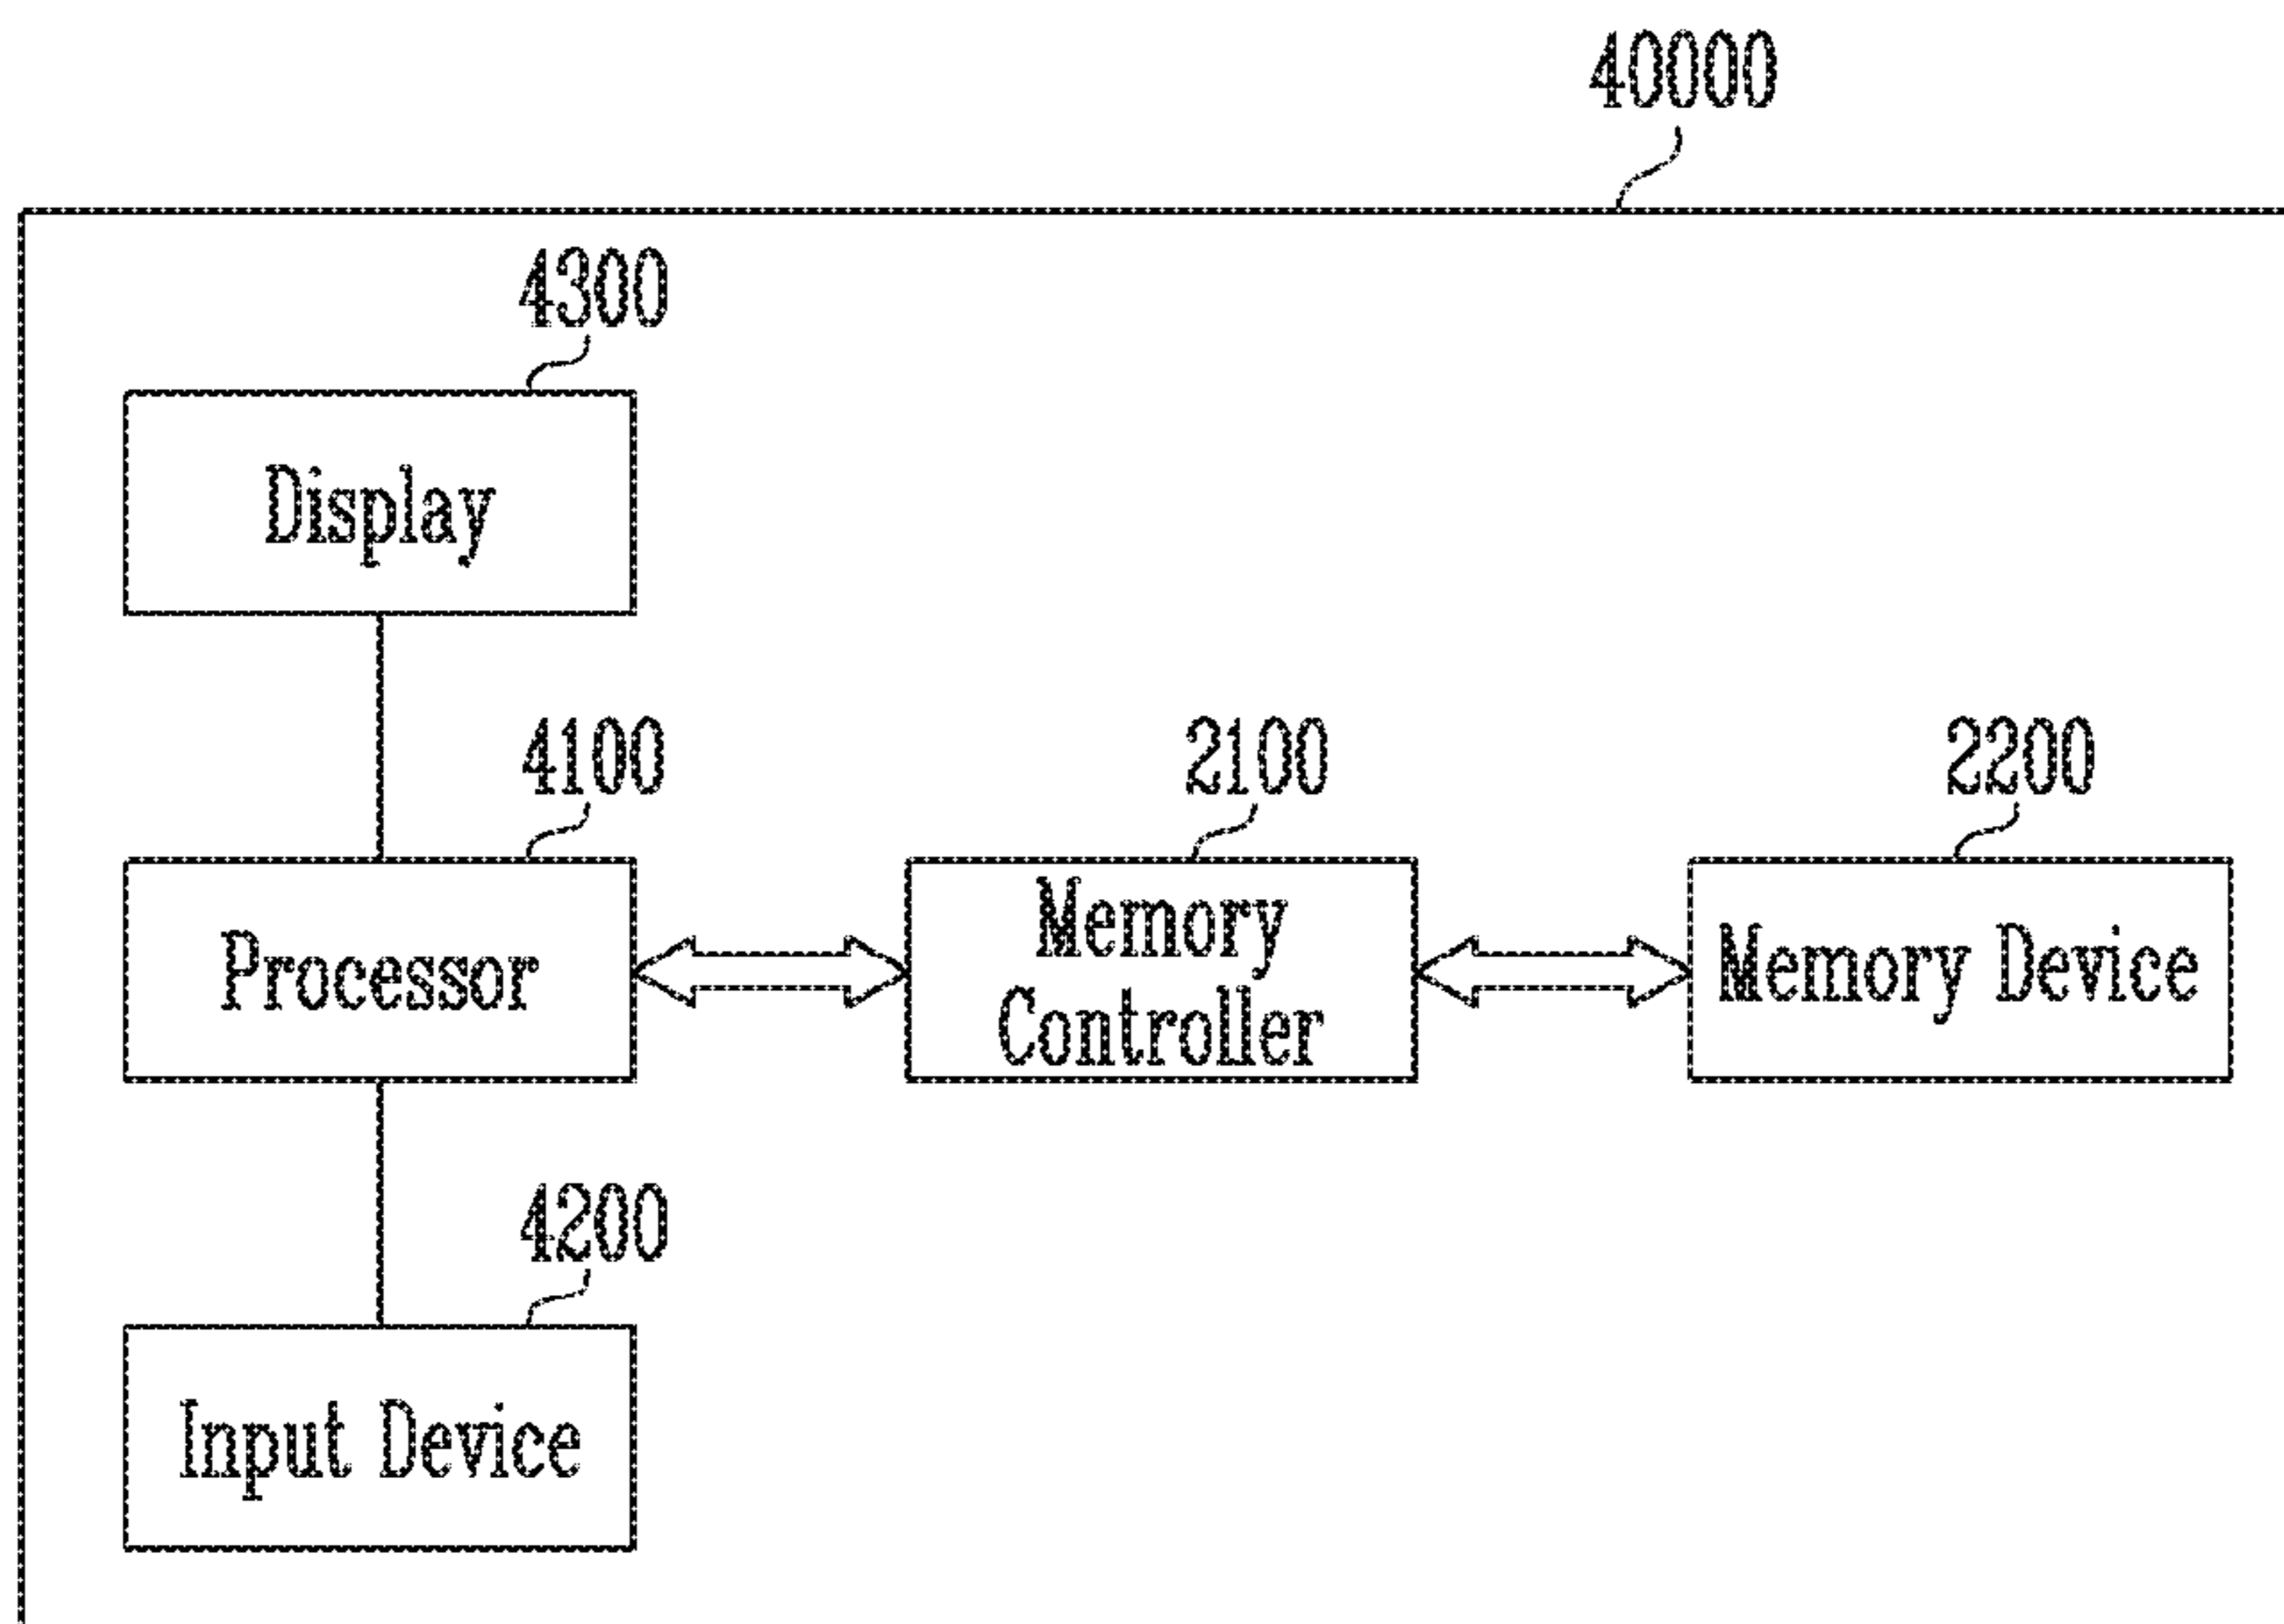 40000
4300
Display
4100
2100
2200
Processor
Memory
Controller
Memory Device
4200
Input Device